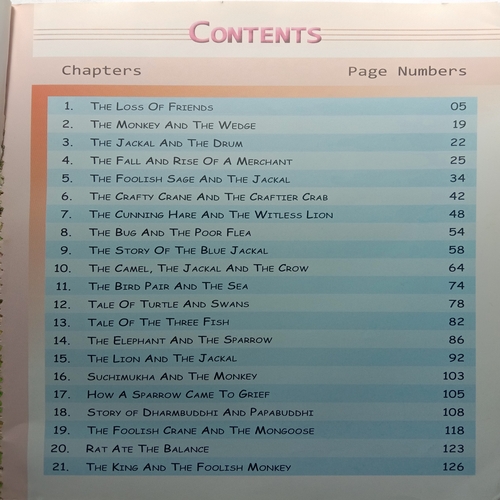 CONTENTS
Chapters Page Numbers
1. THE LOSS OF FRIENDS 05
2. THE MONKEY AND THE WEDGE 19
3. THE JACKAL AND THE DRUM 22
4. THE FALL AND RISE OF A MERCHANT 25
5. THE FOOLISH SAGE AND THE JACKAL 34
6. THE CRAFTY CRANE AND THE CRAFTIER CRAB 42
7. THE CUNNING HARE AND THE WITLESS LION 48
8. THE BUG AND THE POOR FLEA 54
9. THE STORY OF THE BLUE JACKAL 58
10. THE CAMEL, THE JACKAL AND THE CROW 64
11. THE BIRD PAIR AND THE SEA 74
12. TALE OF TURTLE AND SWANS 78
13. TALE OF THE THREE FISH 82
14. THE ELEPHANT AND THE SPARROW 86
15. THE LION AND THE JACKAL 92
16. SUCHIMUKHA AND THE MONKEY 103
17. HOW A SPARROW CAME TO GRIEF 105
18. STORY OF DHARMBUDDHI AND PAPABUDDHI 108
19. THE FOOLISH CRANE AND THE MONGOOSE 118
20. RAT ATE THE BALANCE 123
21. THE KING AND THE FOOLISH MONKEY 126